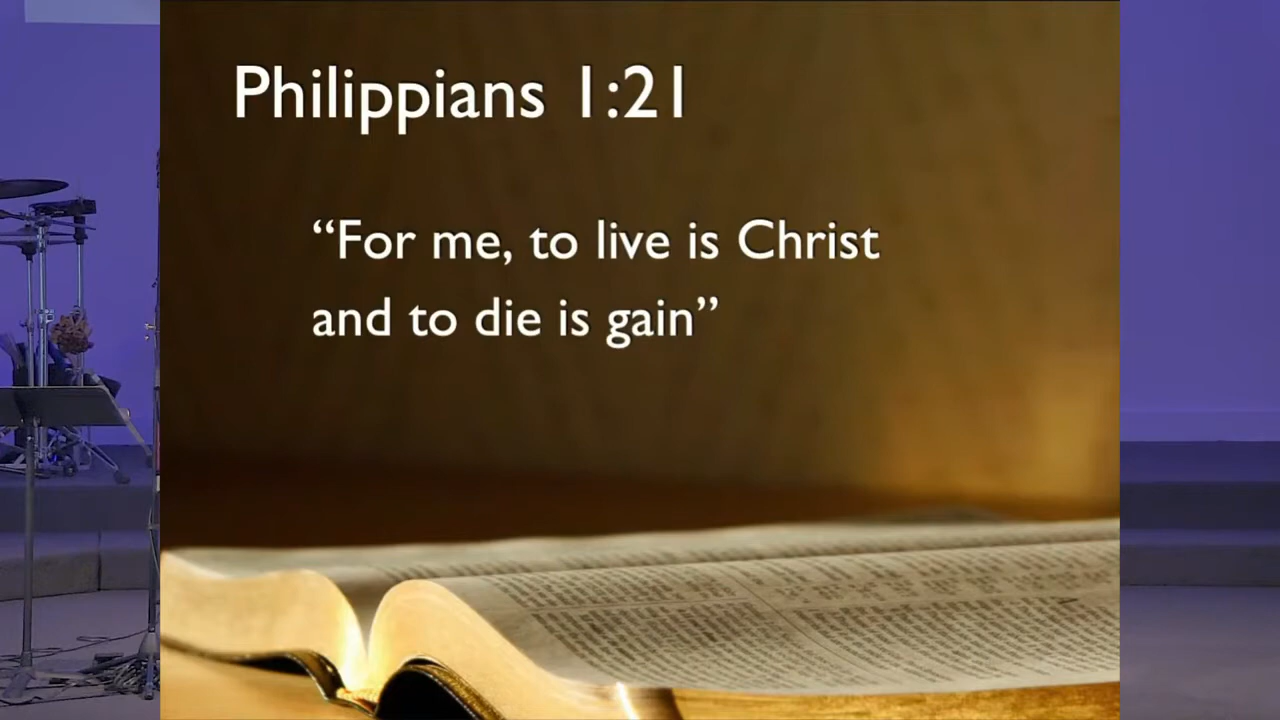 Philippians 1:21
“For me, to live is Christ
and to die is gain”